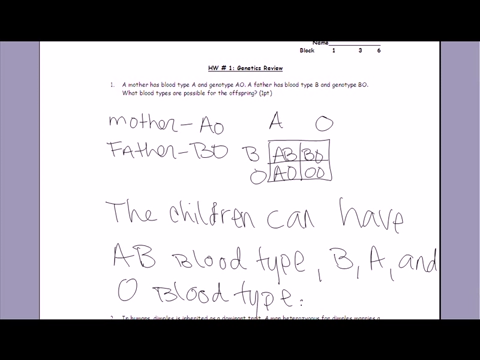 Name
Block 1 3 6
HW # 1: Genetics Review
1. A mother has blood type A and genotype AO. A father has blood type B and genotype BO.
What blood types are possible for the offspring? (1pt)
mother - AO A O
FAther - BO B AB BO
O AO OO
The children can have
AB Blood type, B, A, and
O Blood type.